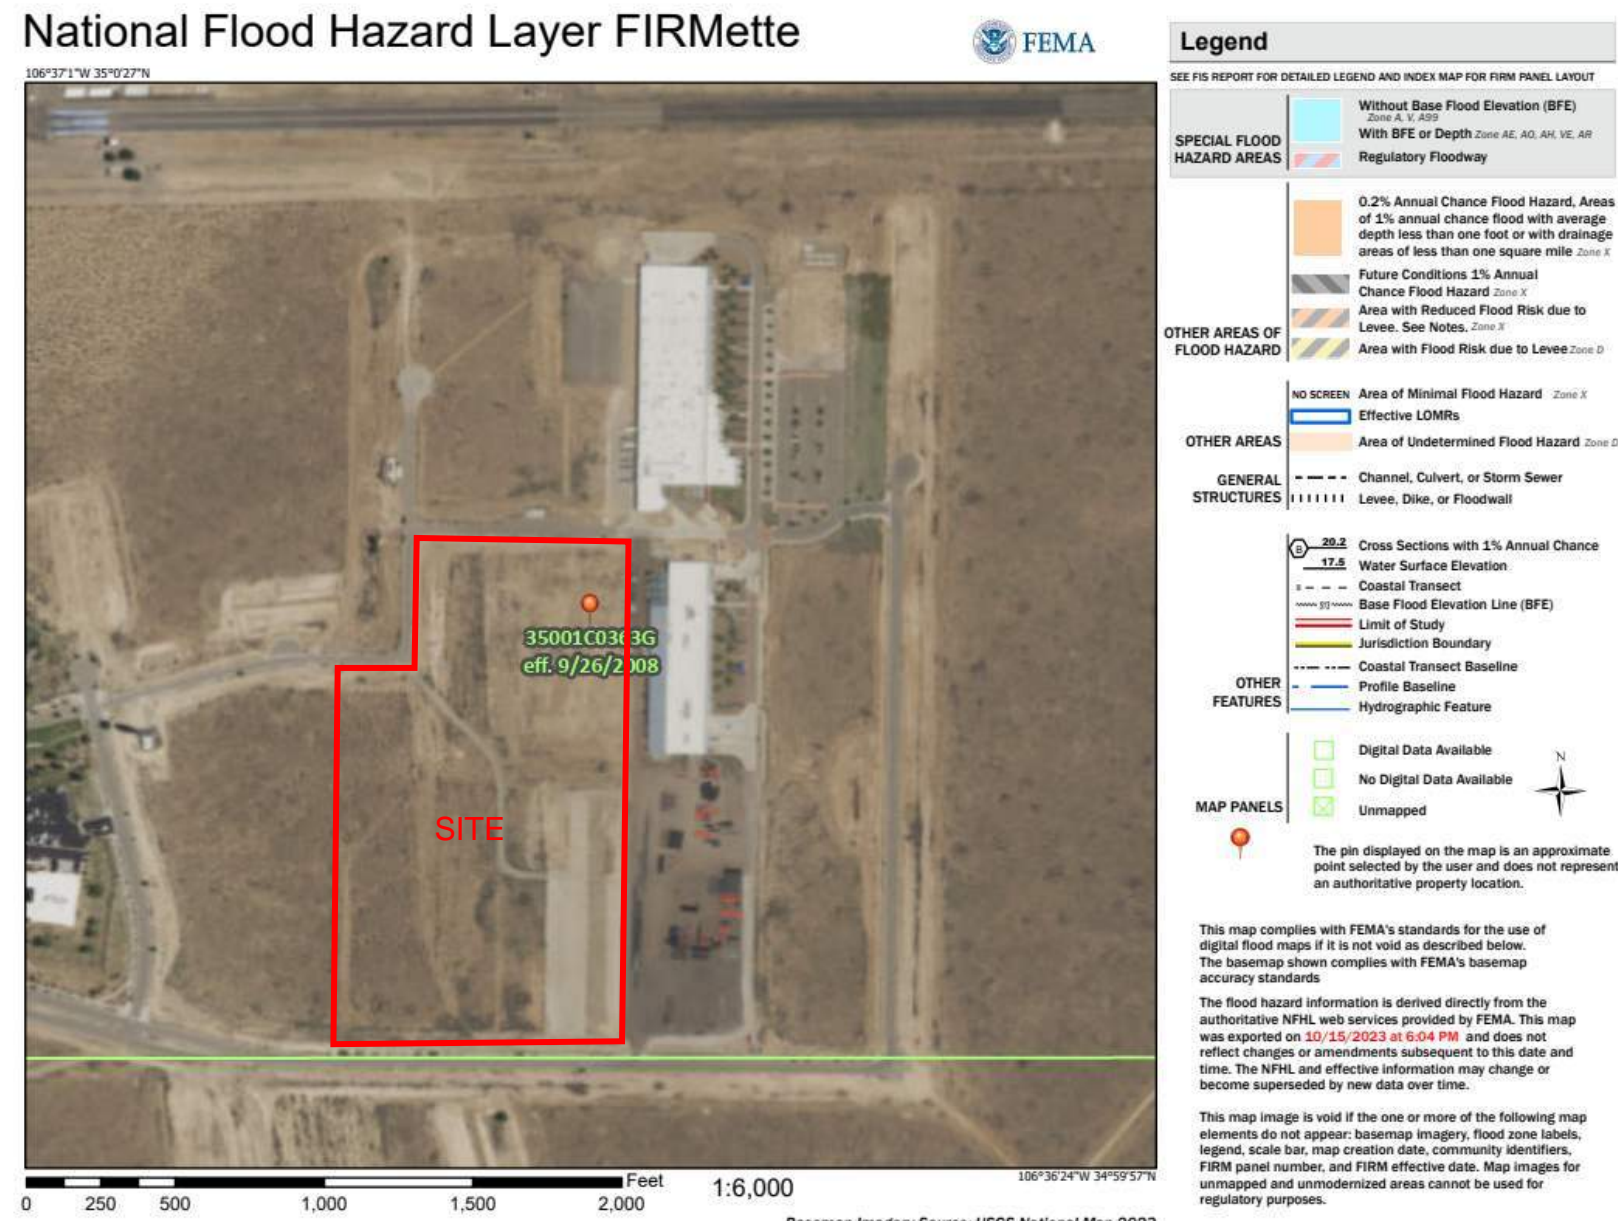 National Flood Hazard Layer FIRMette
FEMA
106°37'1"W 35°0'27"N
35001C0363G
eff. 9/26/2008
SITE
106°36'24"W 34°59'57"N
Feet
1:6,000
0 250 500 1,000 1,500 2,000
Basemap Imagery Source: USGS National Map 2023
Legend
SEE FIS REPORT FOR DETAILED LEGEND AND INDEX MAP FOR FIRM PANEL LAYOUT
SPECIAL FLOOD
HAZARD AREAS
Without Base Flood Elevation (BFE)
Zone A, V, A99
With BFE or Depth Zone AE, AO, AH, VE, AR
Regulatory Floodway
OTHER AREAS OF
FLOOD HAZARD
0.2% Annual Chance Flood Hazard, Areas
of 1% annual chance flood with average
depth less than one foot or with drainage
areas of less than one square mile Zone X
Future Conditions 1% Annual
Chance Flood Hazard Zone X
Area with Reduced Flood Risk due to
Levee. See Notes. Zone X
Area with Flood Risk due to Levee Zone D
OTHER AREAS
NO SCREEN Area of Minimal Flood Hazard Zone X
Effective LOMRs
Area of Undetermined Flood Hazard Zone D
GENERAL
STRUCTURES
Channel, Culvert, or Storm Sewer
Levee, Dike, or Floodwall
OTHER
FEATURES
B 20.2 Cross Sections with 1% Annual Chance
17.5 Water Surface Elevation
8 Coastal Transect
513 Base Flood Elevation Line (BFE)
Limit of Study
Jurisdiction Boundary
Coastal Transect Baseline
Profile Baseline
Hydrographic Feature
MAP PANELS
Digital Data Available
No Digital Data Available
Unmapped
N
The pin displayed on the map is an approximate
point selected by the user and does not represent
an authoritative property location.
This map complies with FEMA's standards for the use of
digital flood maps if it is not void as described below.
The basemap shown complies with FEMA's basemap
accuracy standards
The flood hazard information is derived directly from the
authoritative NFHL web services provided by FEMA. This map
was exported on 10/15/2023 at 6:04 PM and does not
reflect changes or amendments subsequent to this date and
time. The NFHL and effective information may change or
become superseded by new data over time.
This map image is void if the one or more of the following map
elements do not appear: basemap imagery, flood zone labels,
legend, scale bar, map creation date, community identifiers,
FIRM panel number, and FIRM effective date. Map images for
unmapped and unmodernized areas cannot be used for
regulatory purposes.